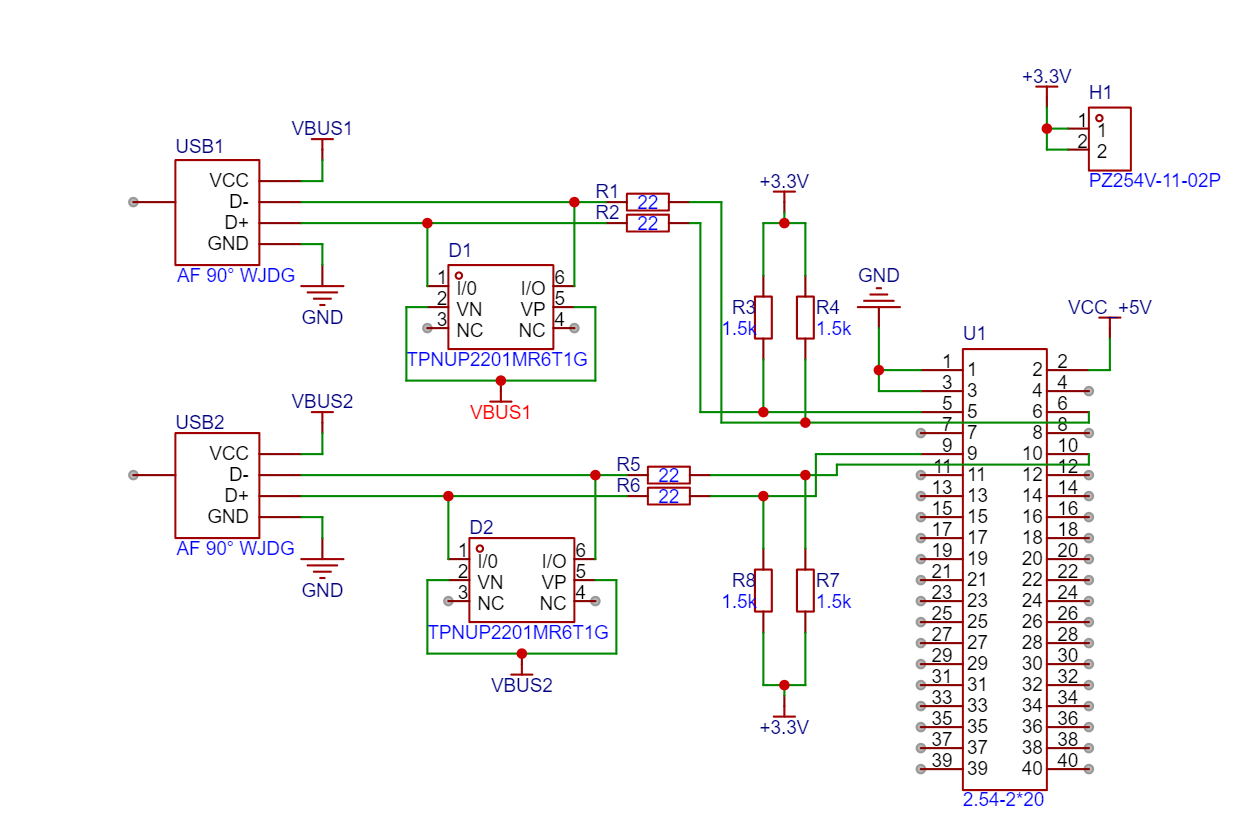 +3.3V
H1
1
1
2
2
PZ254V-11-02P
VBUS1
USB1
VCC
D-
D+
GND
AF 90° WJDG
GND
R1
22
R2
22
D1
1
I/0
I/O
6
2
VN
VP
5
3
NC
NC
4
TPNUP2201MR6T1G
VBUS1
+3.3V
R3
1.5k
R4
1.5k
GND
VCC +5V
VBUS2
USB2
VCC
D-
D+
GND
AF 90° WJDG
GND
R5
22
R6
22
D2
1
I/0
I/O
6
2
VN
VP
5
3
NC
NC
4
TPNUP2201MR6T1G
VBUS2
R8
1.5k
R7
1.5k
+3.3V
U1
1 1 2 2
3 3 4 4
5 5 6 6
7 7 8 8
9 9 10 10
11 11 12 12
13 13 14 14
15 15 16 16
17 17 18 18
19 19 20 20
21 21 22 22
23 23 24 24
25 25 26 26
27 27 28 28
29 29 30 30
31 31 32 32
33 33 34 34
35 35 36 36
37 37 38 38
39 39 40 40
2.54-2*20